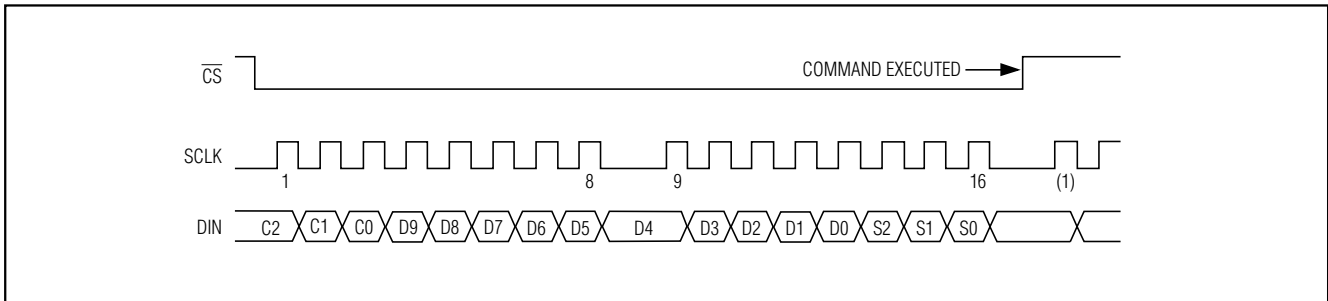 CS
COMMAND EXECUTED
SCLK
1 8 9 16 (1)
DIN C2 C1 C0 D9 D8 D7 D6 D5 D4 D3 D2 D1 D0 S2 S1 S0